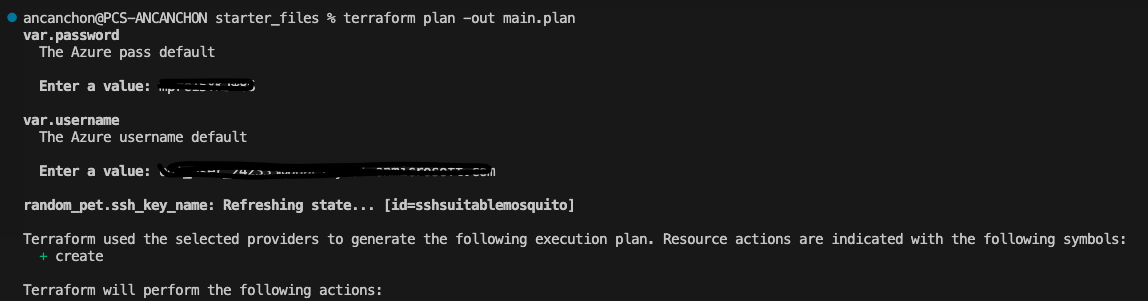 ancanchon@PCS-ANCANCHON starter_files % terraform plan -out main.plan
var.password
The Azure pass default
Enter a value:
var.username
The Azure username default
Enter a value:
random_pet.ssh_key_name: Refreshing state... [id=sshsuitablemosquito]
Terraform used the selected providers to generate the following execution plan. Resource actions are indicated with the following symbols:
+ create
Terraform will perform the following actions: